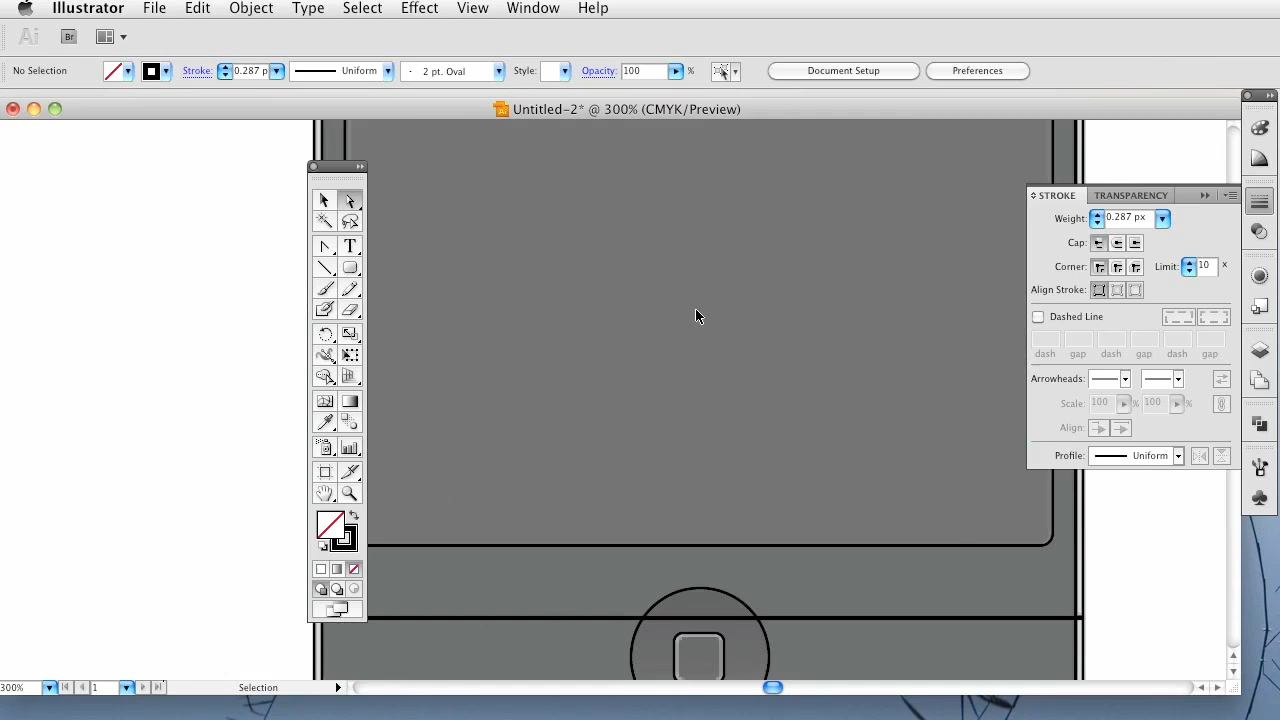 Illustrator File Edit Object Type Select Effect View Window Help
Ai Br
No Selection Stroke: 0.287 p Uniform 2 pt. Oval Style: Opacity: 100 % Document Setup Preferences
Untitled-2* @ 300% (CMYK/Preview)
STROKE TRANSPARENCY
Weight: 0.287 px
Cap:
Corner: Limit: 10 x
Align Stroke:
Dashed Line
dash gap dash gap dash gap
Arrowheads:
Scale: 100 % 100 %
Align:
Profile: Uniform
T
300% 1 Selection